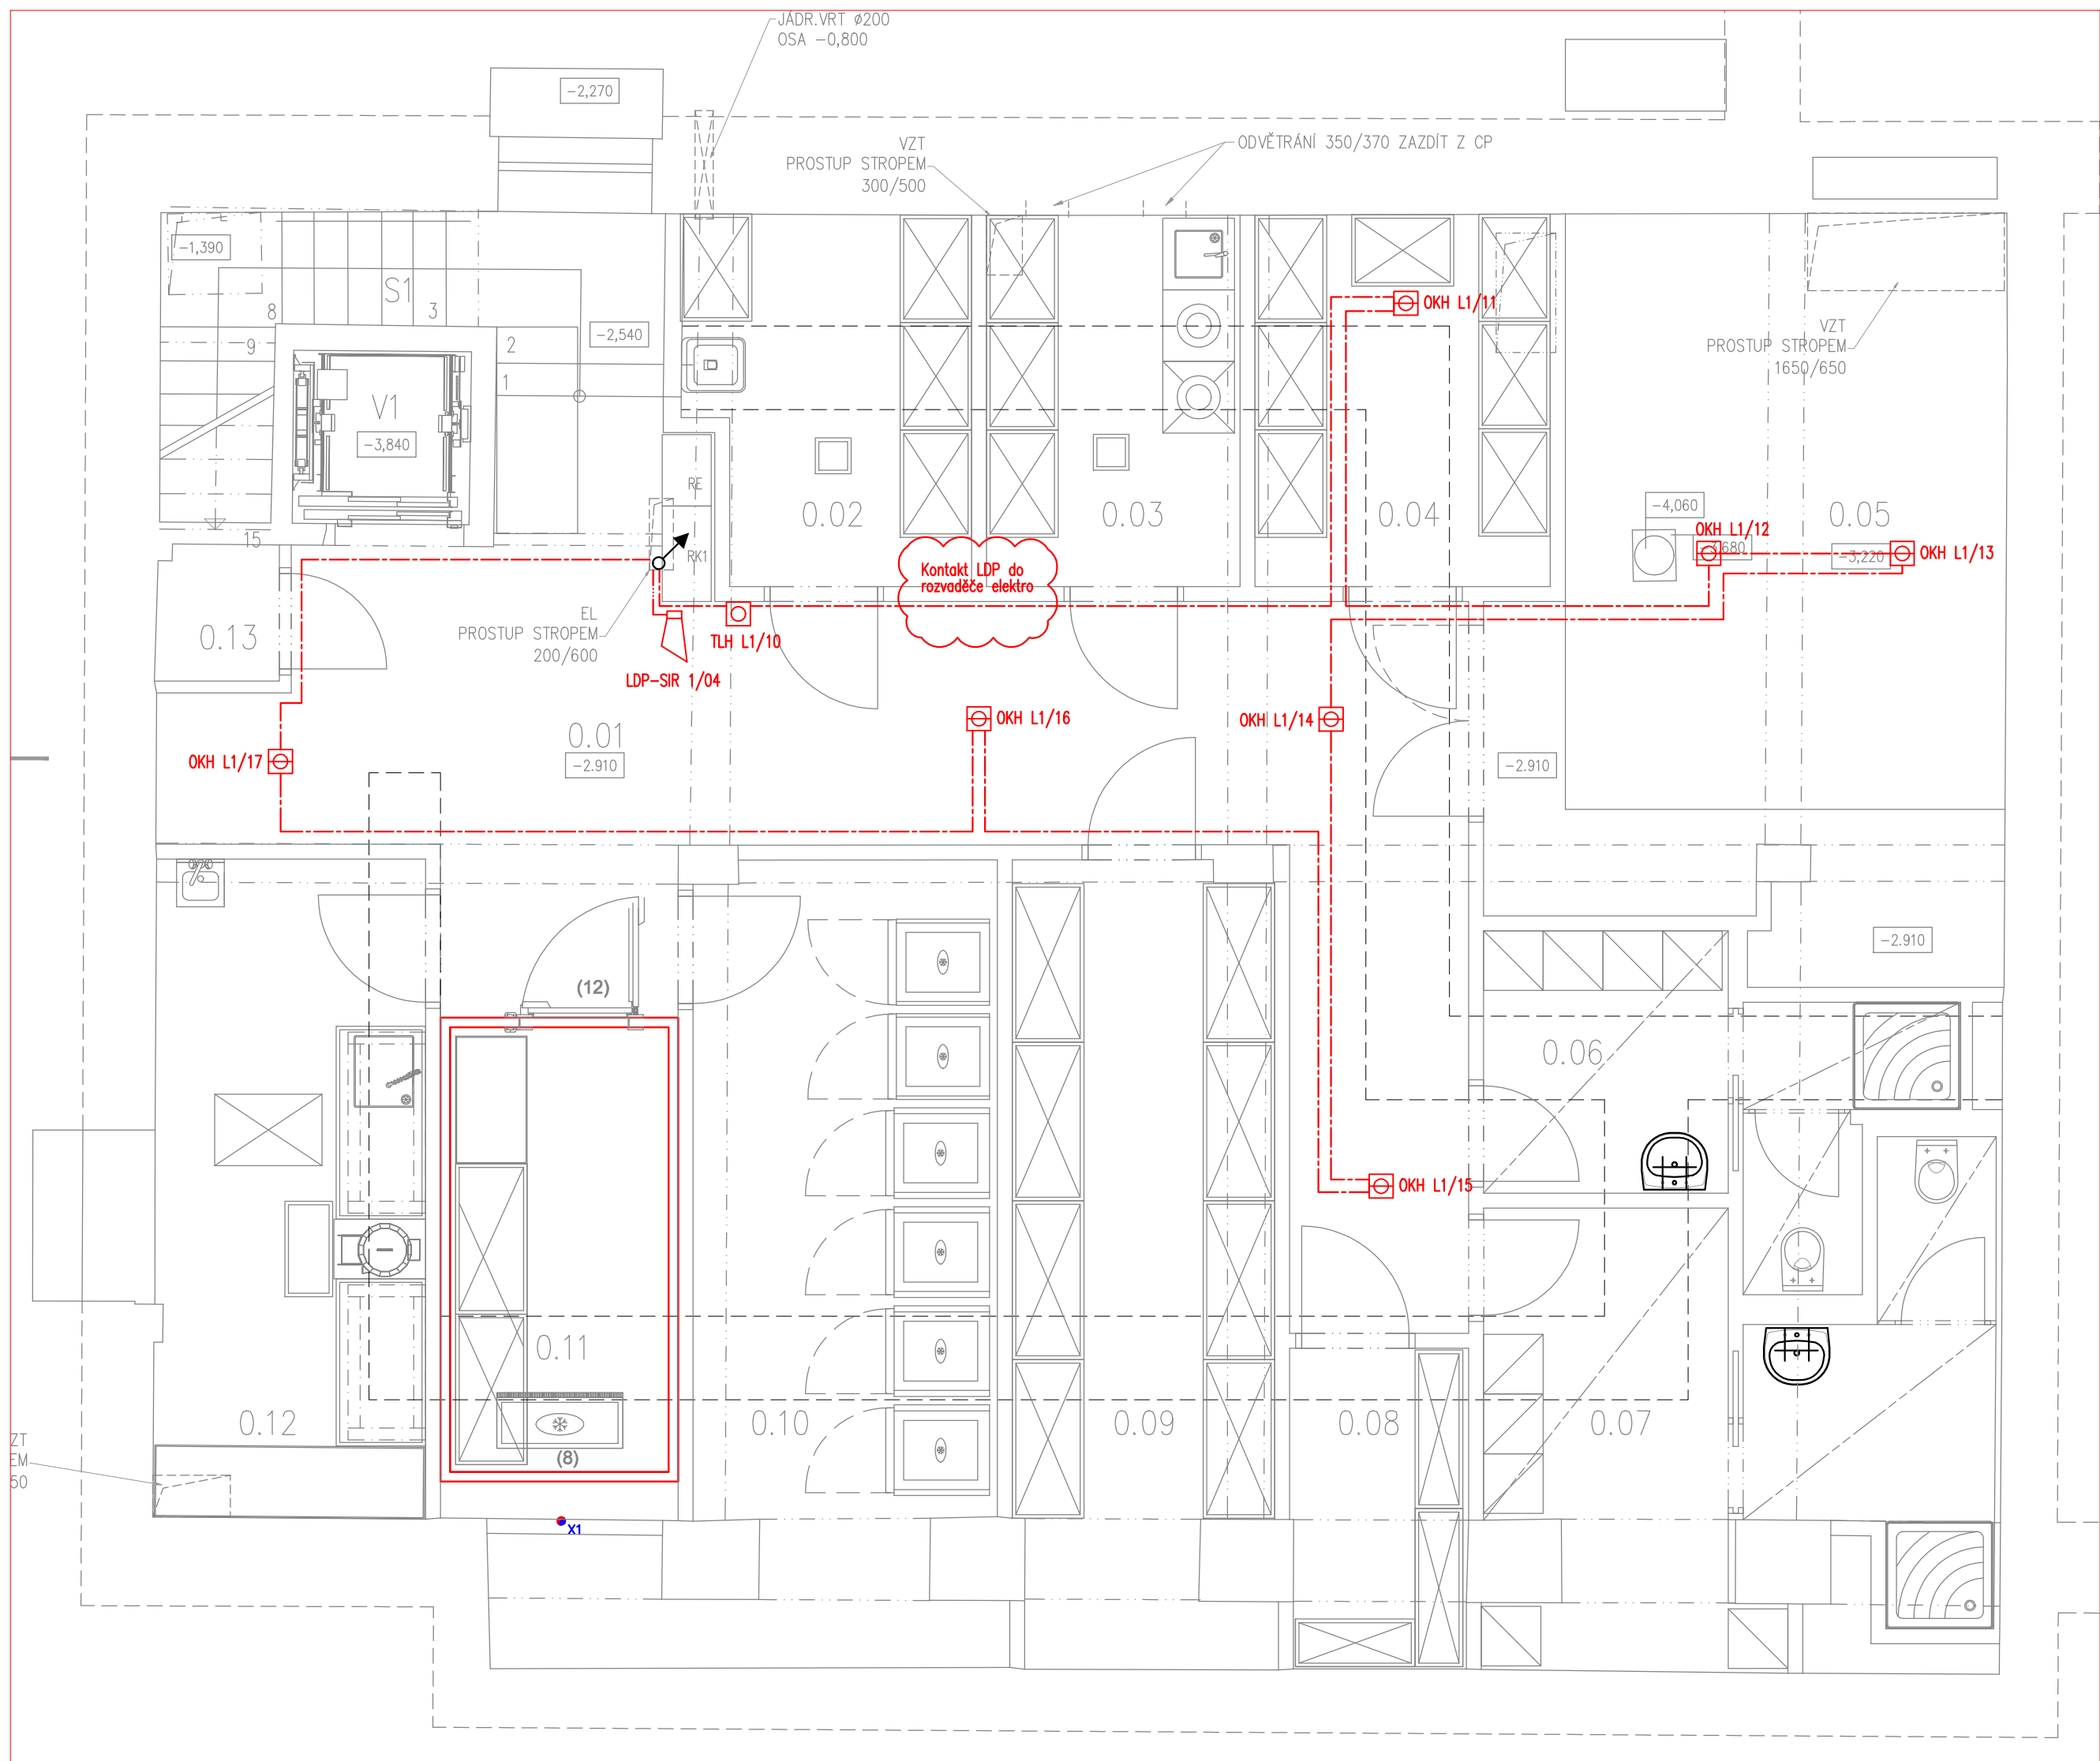 JÁDR.VRT ø200
OSA -0,800
-2,270
VZT
PROSTUP STROPEM
300/500
ODVĚTRÁNÍ 350/370 ZAZDÍT Z CP
-1,390
S1
8
3
9
2
1
-2,540
V1
-3,840
15
RE
RK1
0.02
0.03
0.04
0.05
OKH L1/11
VZT
PROSTUP STROPEM
1650/650
-4,060
OKH L1/12
-3,680
-3,220
OKH L1/13
Kontakt LDP do
rozvaděče elektro
EL
PROSTUP STROPEM
200/600
TLH L1/10
LDP-SIR 1/04
0.13
0.01
-2.910
OKH L1/17
OKH L1/16
OKH L1/14
-2.910
-2.910
(12)
0.06
OKH L1/15
0.11
(8)
0.12
0.10
0.09
0.08
0.07
ZT
EM
50
X1